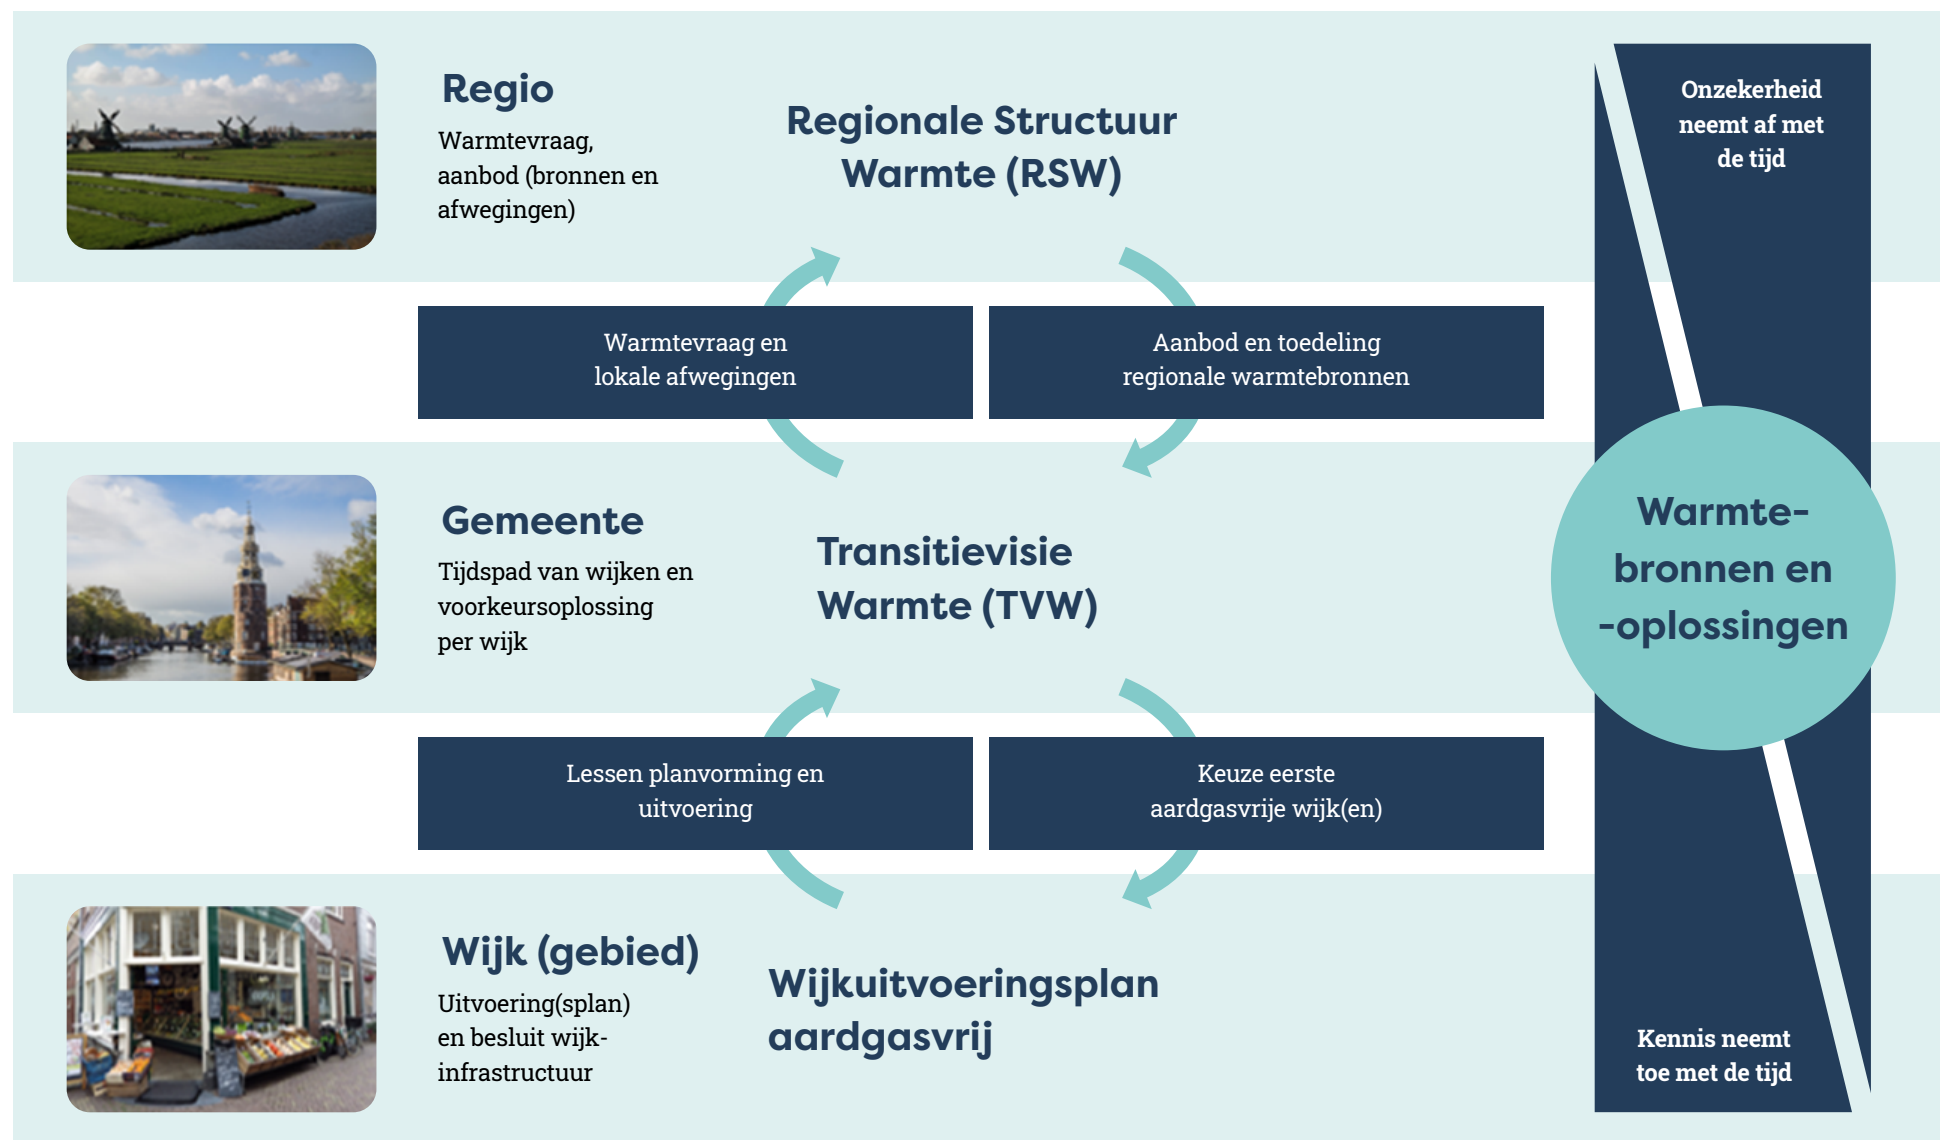 Regio
Warmtevraag,
aanbod (bronnen en
afwegingen)
Regionale Structuur
Warmte (RSW)
Onzekerheid
neemt af met
de tijd
Warmtevraag en
lokale afwegingen
Aanbod en toedeling
regionale warmtebronnen
Gemeente
Tijdspad van wijken en
voorkeursoplossing
per wijk
Transitievisie
Warmte (TVW)
Warmte-
bronnen en
-oplossingen
Lessen planvorming en
uitvoering
Keuze eerste
aardgasvrije wijk(en)
Wijk (gebied)
Uitvoering(splan)
en besluit wijk-
infrastructuur
Wijkuitvoeringsplan
aardgasvrij
Kennis neemt
toe met de tijd